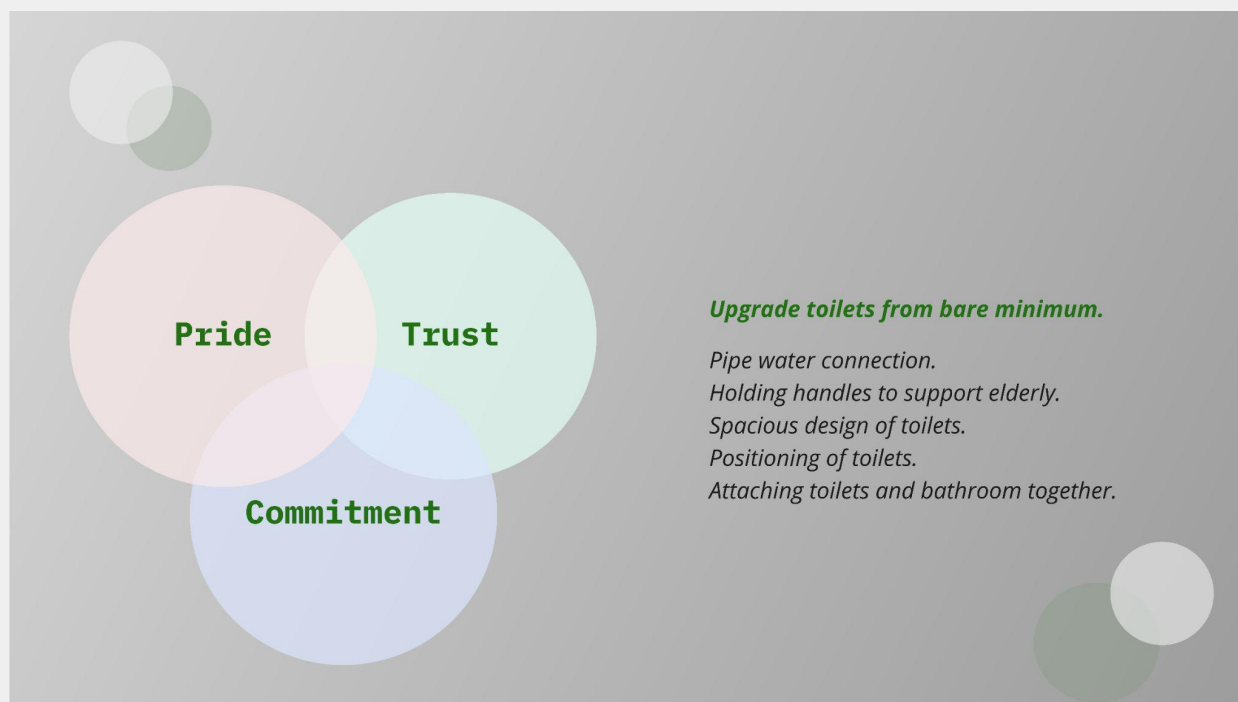 Pride
Trust
Commitment
Upgrade toilets from bare minimum.
Pipe water connection.
Holding handles to support elderly.
Spacious design of toilets.
Positioning of toilets.
Attaching toilets and bathroom together.